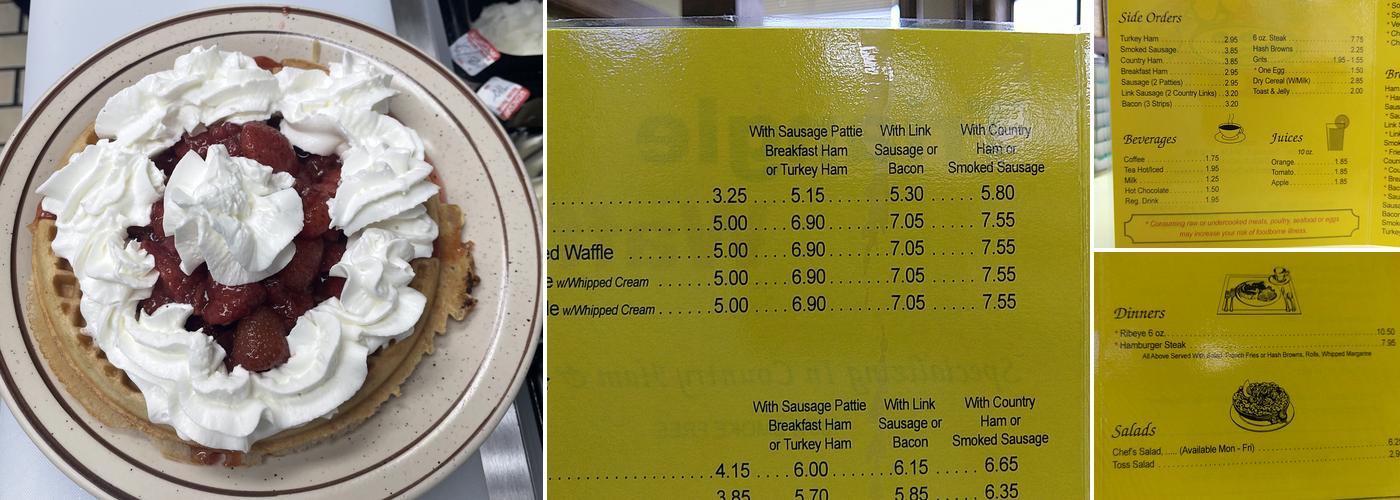 With Sausage Pattie With Link With Country
Breakfast Ham Sausage or Ham or
or Turkey Ham Bacon Smoked Sausage
3.25 5.15 5.30 5.80
5.00 6.90 7.05 7.55
ed Waffle 5.00 6.90 7.05 7.55
e w/Whipped Cream 5.00 6.90 7.05 7.55
le w/Whipped Cream 5.00 6.90 7.05 7.55
Specializing In Country Ham &
With Sausage Pattie With Link With Country
Breakfast Ham Sausage or Ham or
or Turkey Ham Bacon Smoked Sausage
4.15 6.00 6.15 6.65
3.85 5.70 5.85 6.35
Side Orders
Turkey Ham 2.95
Smoked Sausage 3.85
Country Ham 3.85
Breakfast Ham 2.95
Sausage (2 Patties) 2.95
Link Sausage (2 Country Links) 3.20
Bacon (3 Strips) 3.20
6 oz. Steak 7.75
Hash Browns 2.25
Grits 1.95 - 1.55
* One Egg 1.50
Dry Cereal (W/Milk) 2.85
Toast & Jelly 2.00
Beverages
Coffee 1.75
Tea Hot/Iced 1.95
Milk 1.25
Hot Chocolate 1.50
Reg. Drink 1.95
Juices
10 oz.
Orange 1.85
Tomato 1.85
Apple 1.85
* Consuming raw or undercooked meats, poultry, seafood or eggs
may increase your risk of foodborne illness.
Dinners
* Ribeye 6 oz. 10.50
* Hamburger Steak 7.95
All Above Served With Salad, French Fries or Hash Browns, Rolls, Whipped Margarine
Salads
Chef's Salad, ..... (Available Mon - Fri) 6.2
Toss Salad 2.9